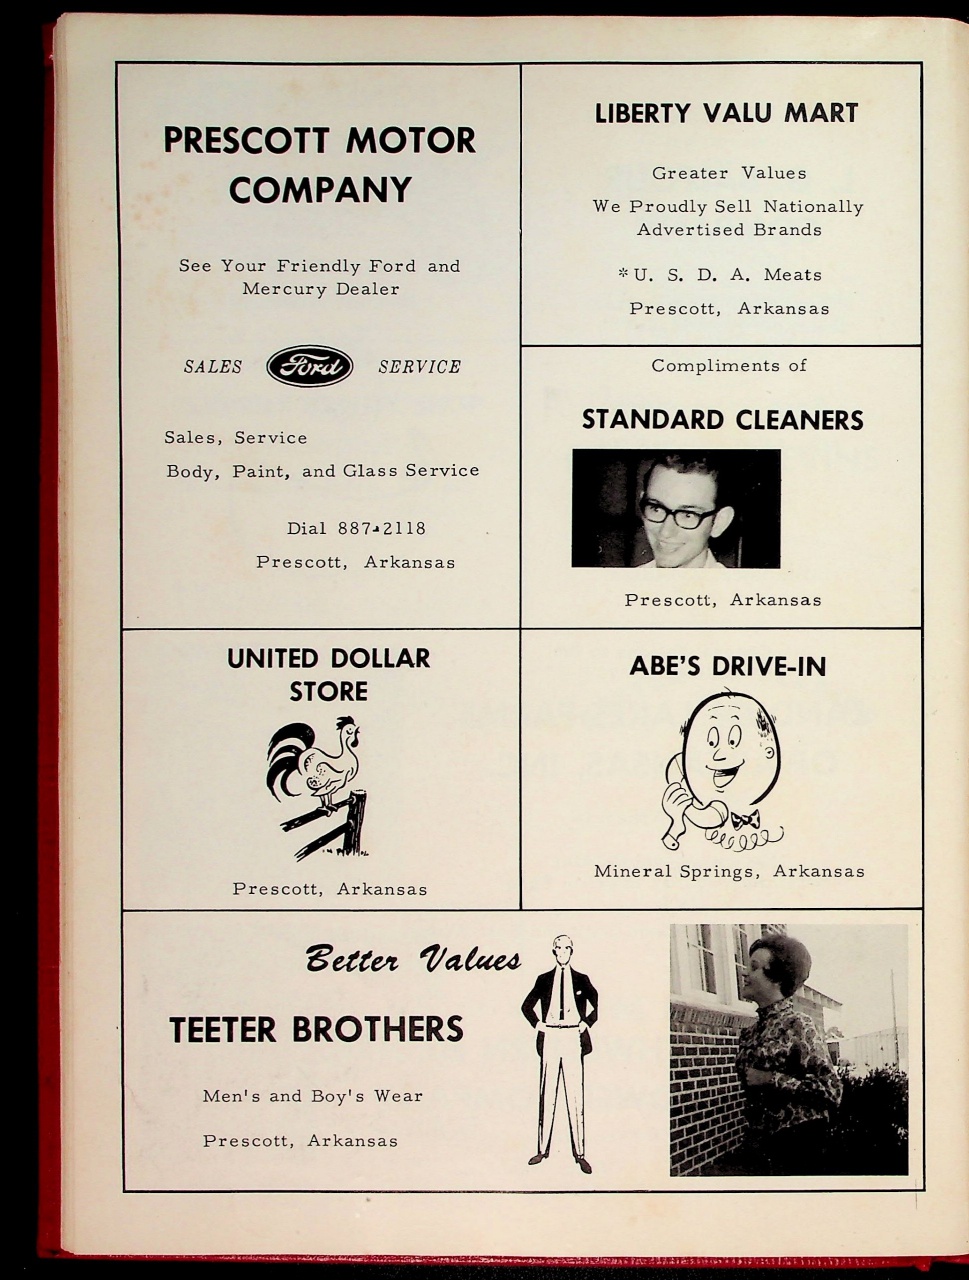 PRESCOTT MOTOR
COMPANY
See Your Friendly Ford and
Mercury Dealer
SALES Ford SERVICE
Sales, Service
Body, Paint, and Glass Service
Dial 887-2118
Prescott, Arkansas
LIBERTY VALU MART
Greater Values
We Proudly Sell Nationally
Advertised Brands
*U. S. D. A. Meats
Prescott, Arkansas
Compliments of
STANDARD CLEANERS
Prescott, Arkansas
UNITED DOLLAR
STORE
Prescott, Arkansas
ABE'S DRIVE-IN
Mineral Springs, Arkansas
Better Values
TEETER BROTHERS
Men's and Boy's Wear
Prescott, Arkansas